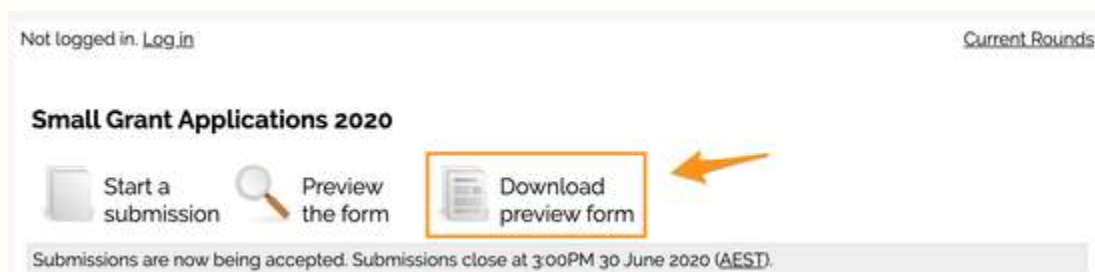 Not logged in. Log in
Current Rounds
Small Grant Applications 2020
Start a
submission
Preview
the form
Download
preview form
Submissions are now being accepted. Submissions close at 3:00PM 30 June 2020 (AEST).